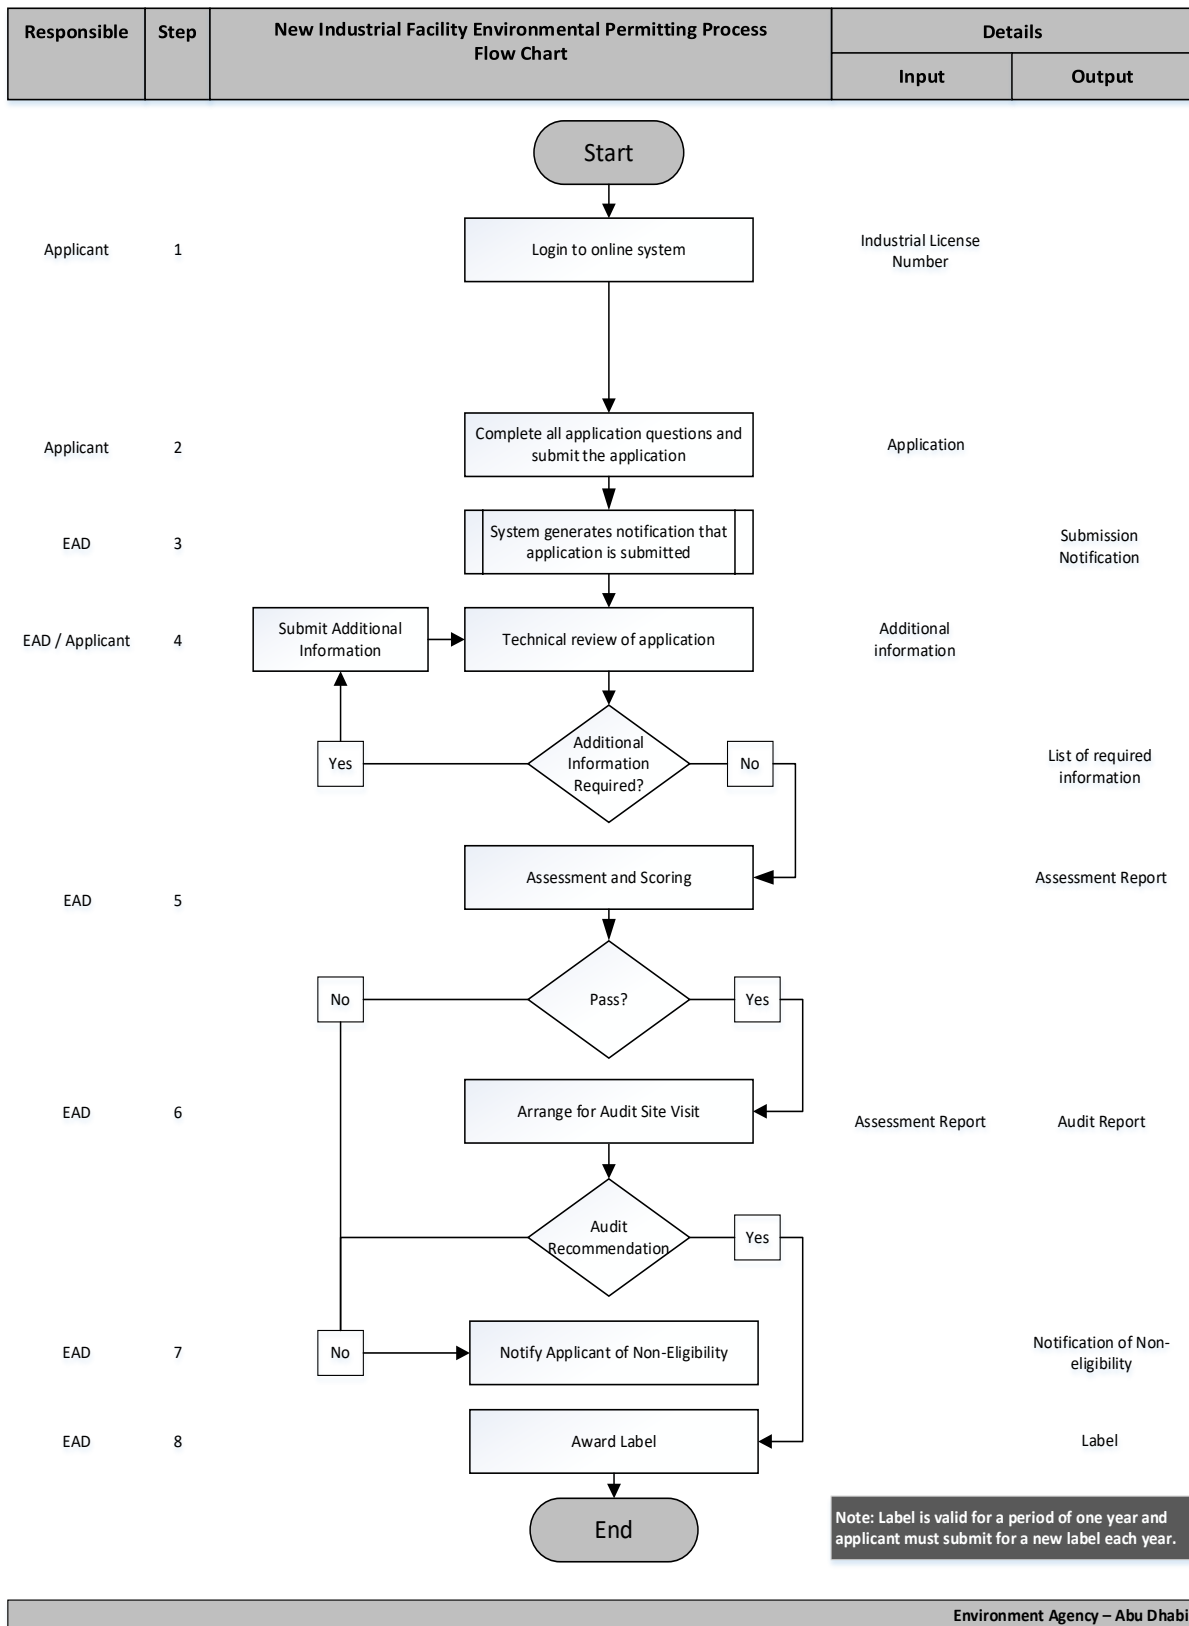 Responsible
Step
New Industrial Facility Environmental Permitting Process
Flow Chart
Details
Input
Output
Start
Applicant
1
Login to online system
Industrial License
Number
Applicant
2
Complete all application questions and
submit the application
Application
EAD
3
System generates notification that
application is submitted
Submission
Notification
EAD / Applicant
4
Submit Additional
Information
Technical review of application
Additional
information
Yes
Additional
Information
Required?
No
List of required
information
EAD
5
Assessment and Scoring
Assessment Report
No
Pass?
Yes
EAD
6
Arrange for Audit Site Visit
Assessment Report
Audit Report
Audit
Recommendation
Yes
EAD
7
No
Notify Applicant of Non-Eligibility
Notification of Non-
eligibility
EAD
8
Award Label
Label
End
Note: Label is valid for a period of one year and
applicant must submit for a new label each year.
Environment Agency – Abu Dhabi